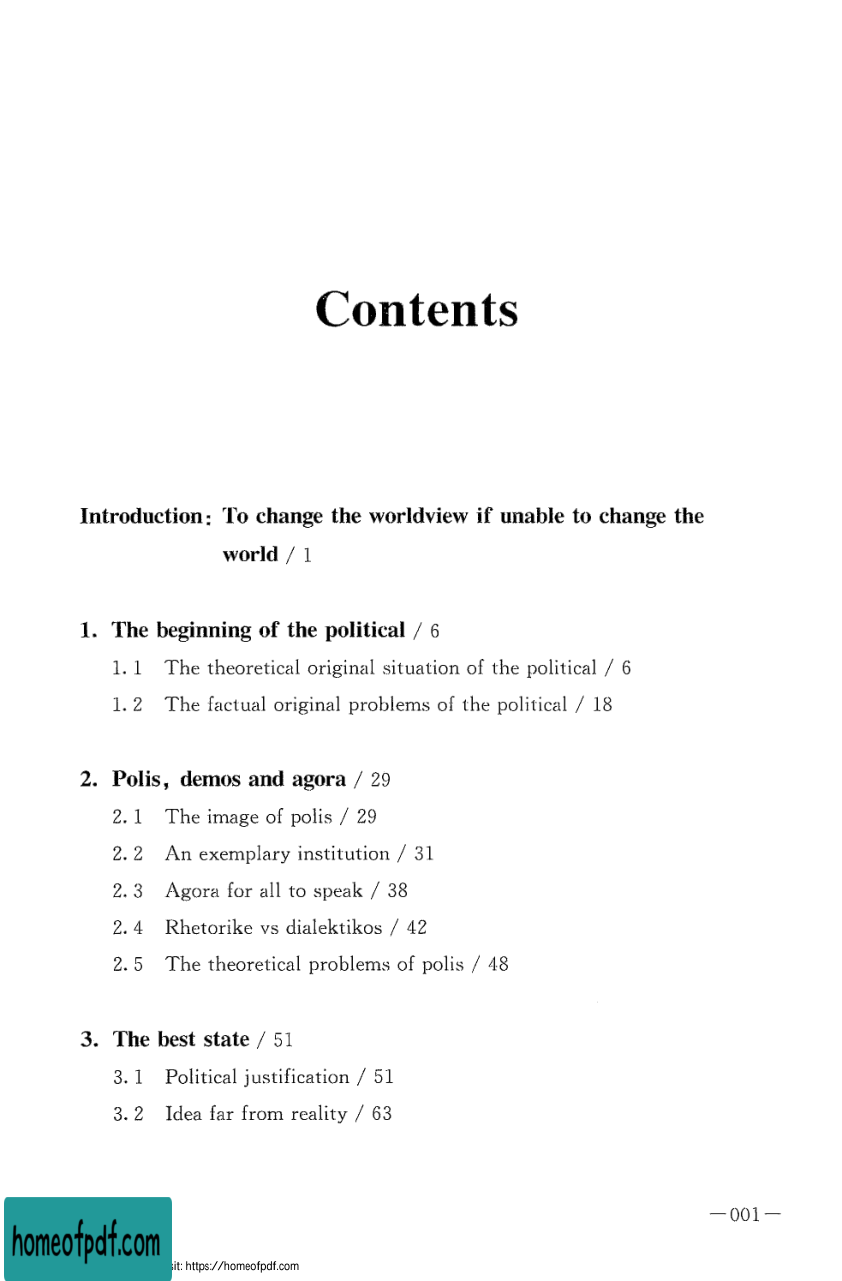 Contents
Introduction: To change the worldview if unable to change the
world / 1
1. The beginning of the political / 6
1. 1 The theoretical original situation of the political / 6
1. 2 The factual original problems of the political / 18
2. Polis, demos and agora / 29
2. 1 The image of polis / 29
2. 2 An exemplary institution / 31
2. 3 Agora for all to speak / 38
2. 4 Rhetorike vs dialektikos / 42
2. 5 The theoretical problems of polis / 48
3. The best state / 51
3. 1 Political justification / 51
3. 2 Idea far from reality / 63
—001—
homeofpdf.com
sit: https://homeofpdf.com